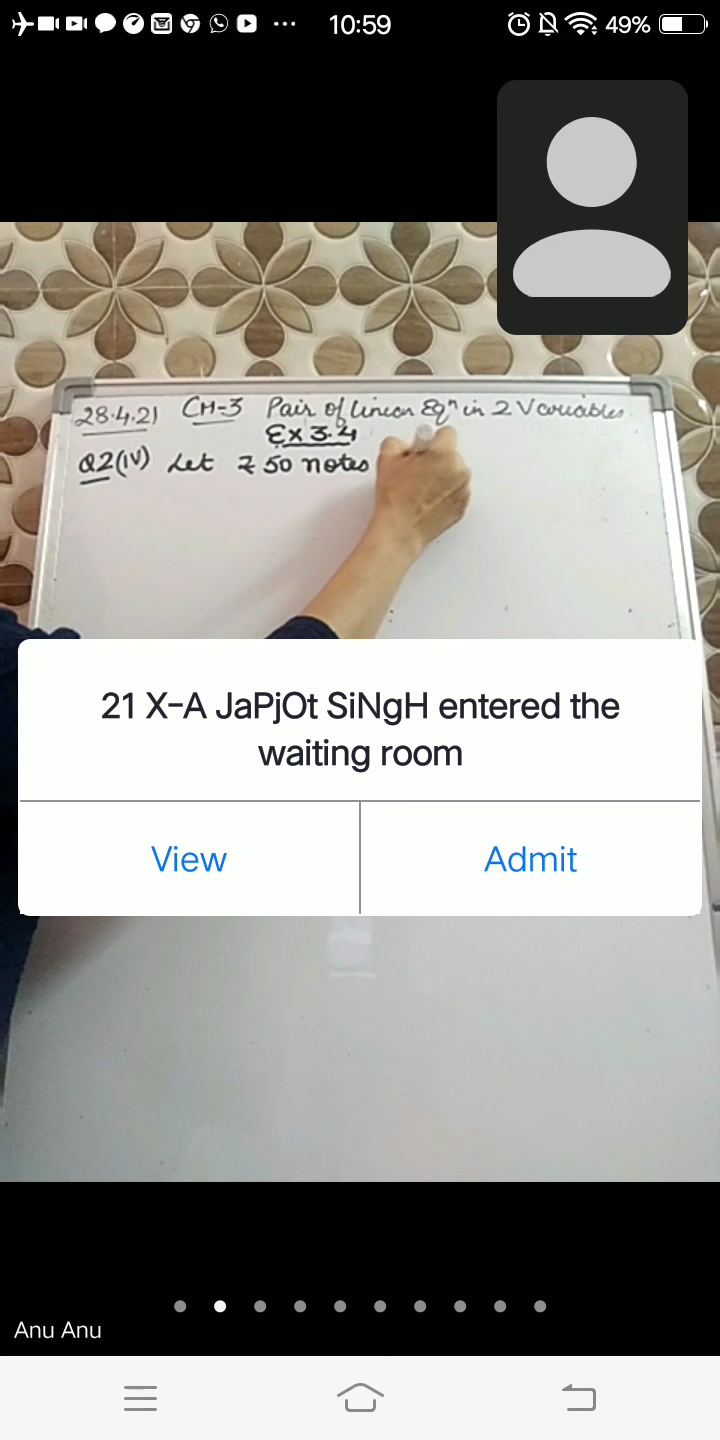 10:59
49%
28.4.21 CH-3 Pair of linear Eqⁿ in 2 Variables.
Ex 3.4
Q2(IV) Let ₹ 50 notes
21 X-A JaPjOt SiNgH entered the
waiting room
View Admit
Anu Anu